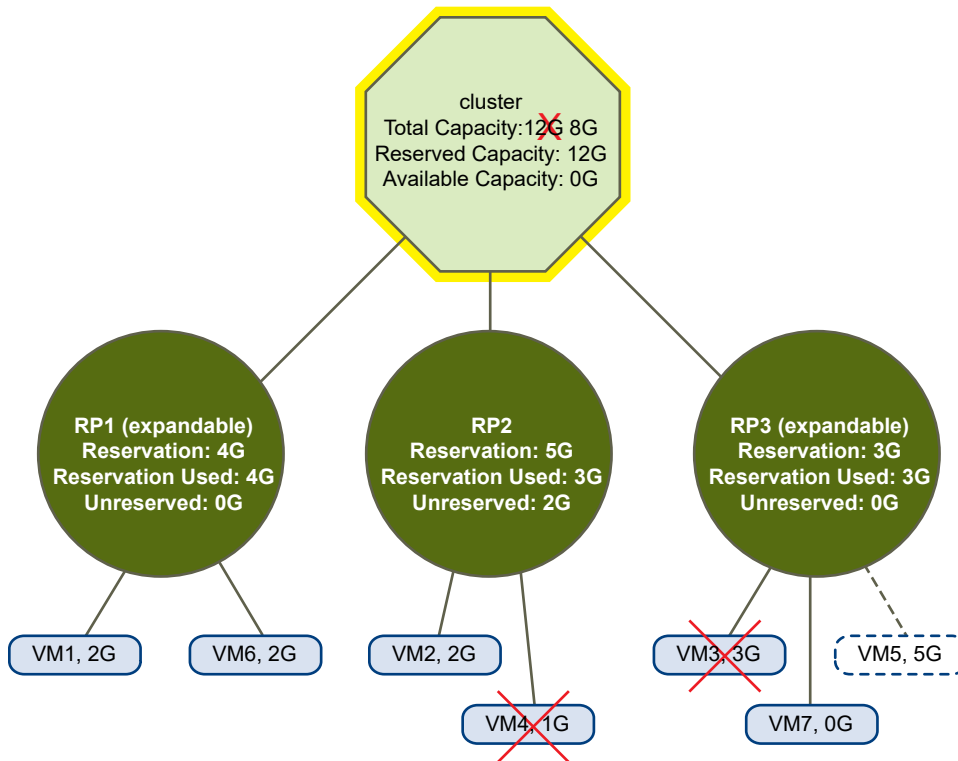 cluster
Total Capacity:12G 8G
Reserved Capacity: 12G
Available Capacity: 0G
RP1 (expandable)
Reservation: 4G
Reservation Used: 4G
Unreserved: 0G
RP2
Reservation: 5G
Reservation Used: 3G
Unreserved: 2G
RP3 (expandable)
Reservation: 3G
Reservation Used: 3G
Unreserved: 0G
VM1, 2G
VM6, 2G
VM2, 2G
VM3, 3G
VM5, 5G
VM4, 1G
VM7, 0G